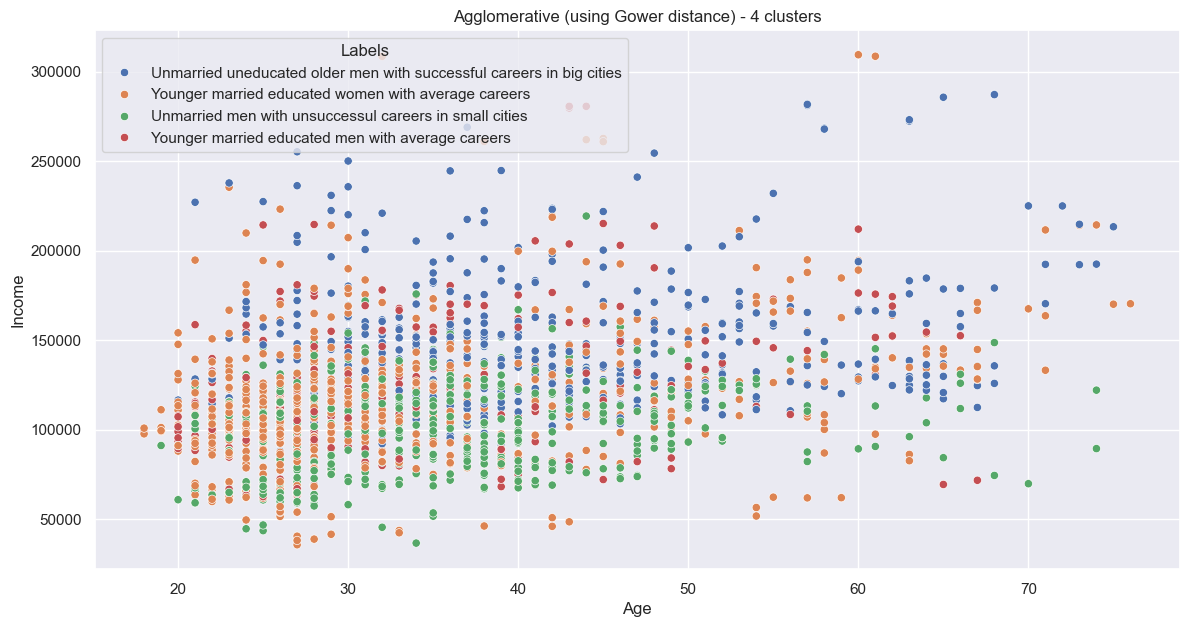 Agglomerative (using Gower distance) - 4 clusters
Labels
Unmarried uneducated older men with successful careers in big cities
Younger married educated women with average careers
Unmarried men with unsuccessul careers in small cities
Younger married educated men with average careers
300000
250000
200000
150000
100000
50000
Income
20 30 40 50 60 70
Age